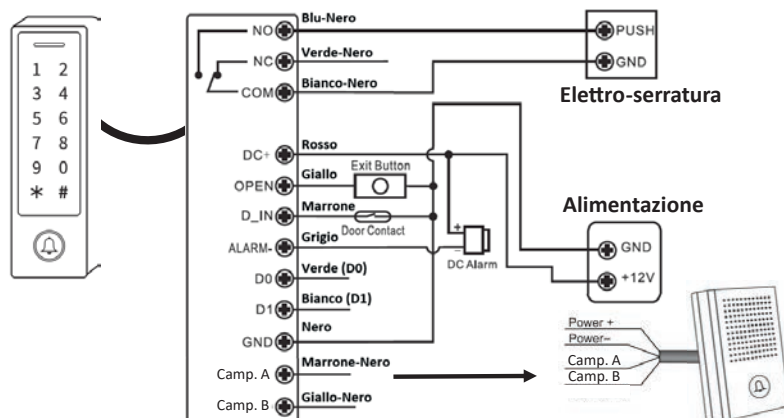 1 2
3 4
5 6
7 8
9 0
* #
NO Blu-Nero
NC Verde-Nero
COM Bianco-Nero
DC+ Rosso
OPEN Giallo
Exit Button
D_IN Marrone
Door Contact
ALARM- Grigio
+
–
DC Alarm
D0 Verde (D0)
D1 Bianco (D1)
GND Nero
Camp. A Marrone-Nero
Camp. B Giallo-Nero
PUSH
GND
Elettro-serratura
Alimentazione
GND
+12V
Power +
Power–
Camp. A
Camp. B